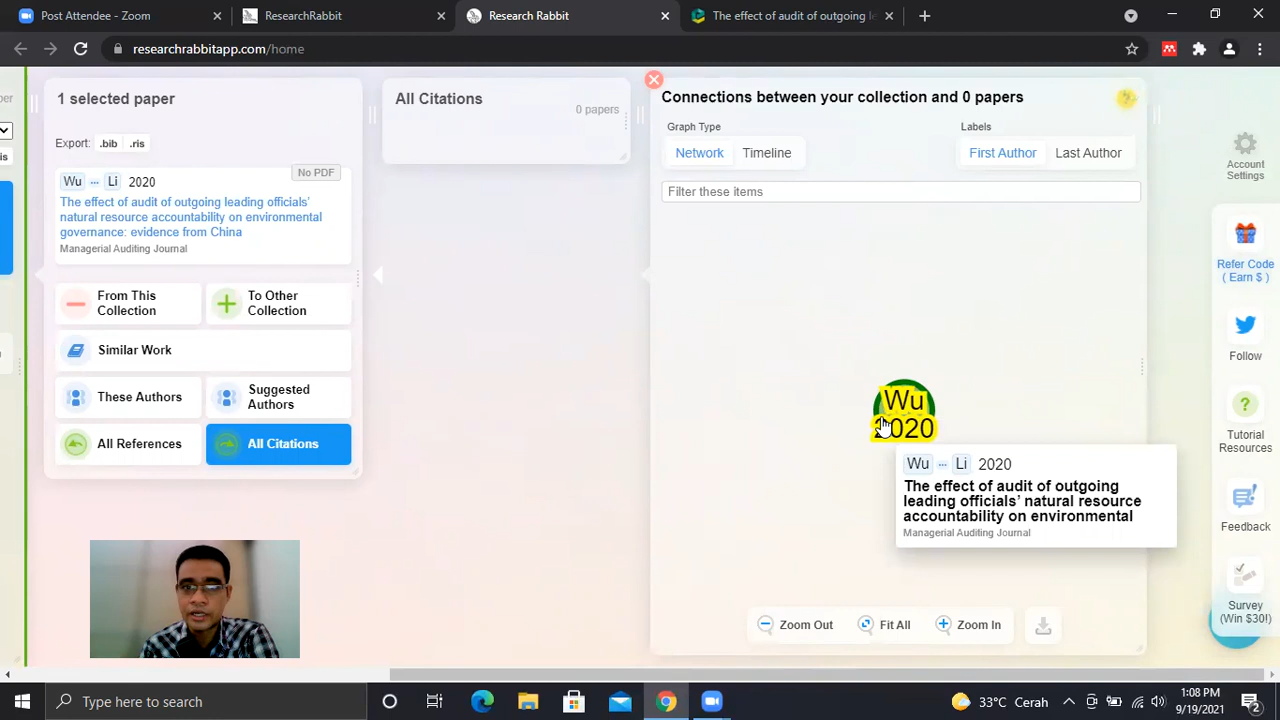 Post Attendee - Zoom
ResearchRabbit
Research Rabbit
The effect of audit of outgoing le
researchrabbitapp.com/home
1 selected paper
Export: .bib .ris
No PDF
Wu ··· Li 2020
The effect of audit of outgoing leading officials'
natural resource accountability on environmental
governance: evidence from China
Managerial Auditing Journal
From This
Collection
To Other
Collection
Similar Work
These Authors
Suggested
Authors
All References
All Citations
All Citations
0 papers
Connections between your collection and 0 papers
?
Graph Type
Labels
Network
Timeline
First Author
Last Author
Filter these items
Wu
2020
Wu ··· Li 2020
The effect of audit of outgoing
leading officials’ natural resource
accountability on environmental
Managerial Auditing Journal
Zoom Out
Fit All
Zoom In
Account
Settings
Refer Code
( Earn $ )
Follow
?
Tutorial
Resources
Feedback
Survey
(Win $30!)
Type here to search
33°C Cerah
1:08 PM
9/19/2021
2